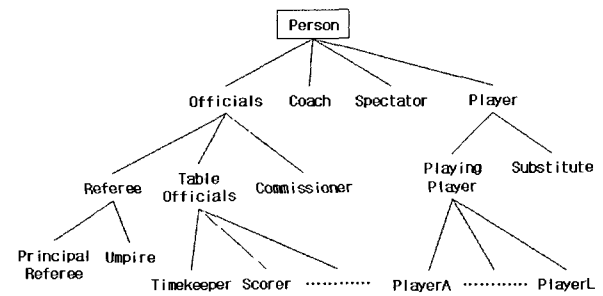 Person
Officials Coach Spectator Player
Referee Table Officials Commissioner Playing Player Substitute
Principal Referee Umpire
Timekeeper Scorer ............ PlayerA ............ PlayerL